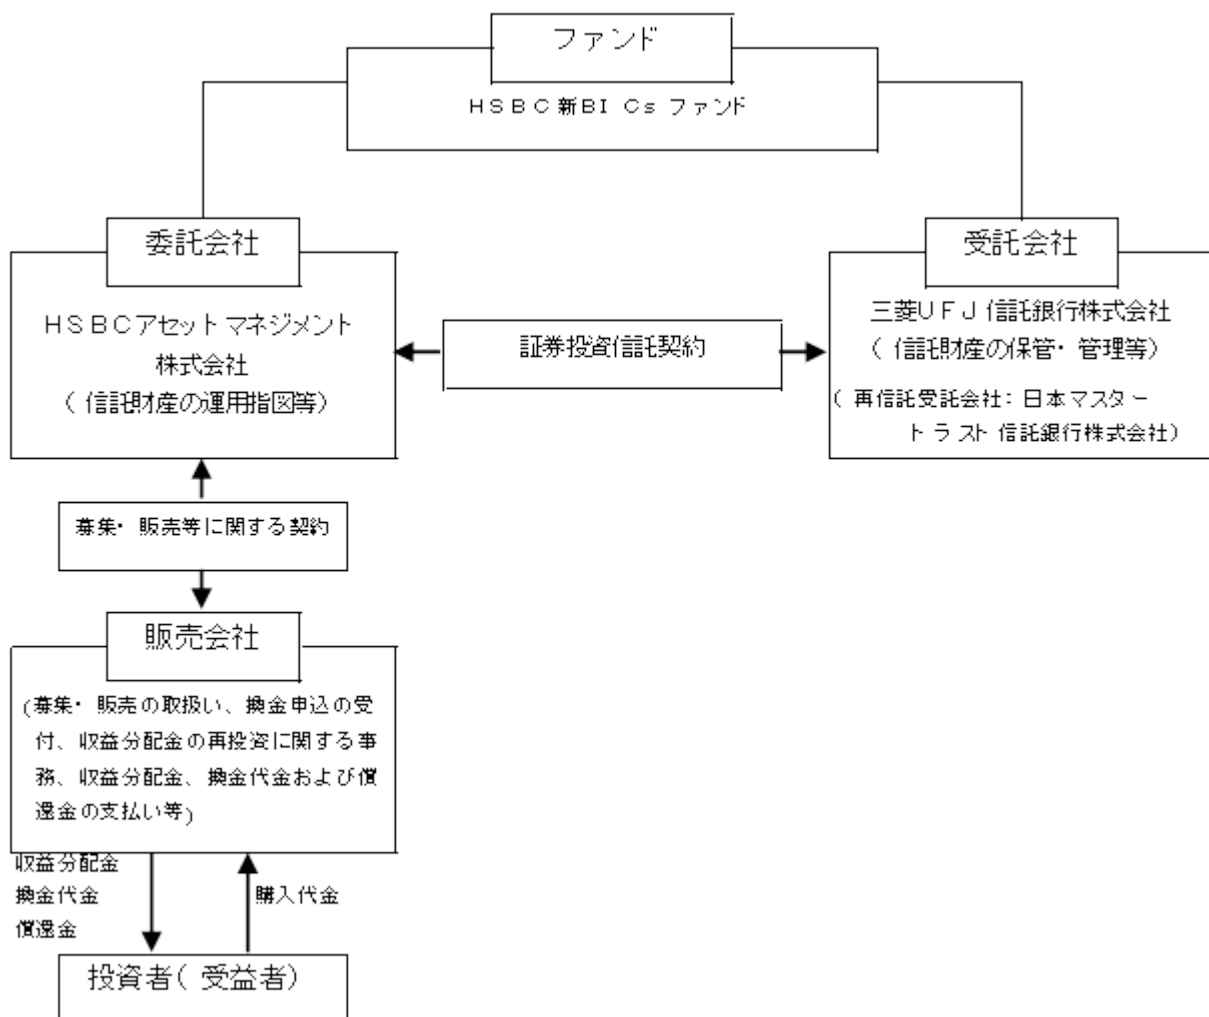 ファンド
HSBC新BICs ファンド
委託会社
HSBCアセットマネジメント
株式会社
(信託財産の運用指図等)
証券投資信託契約
受託会社
三菱UFJ信託銀行株式会社
(信託財産の保管・管理等)
(再信託受託会社:日本マスター
トラスト信託銀行株式会社)
募集・販売等に関する契約
販売会社
(募集・販売の取扱い、換金申込の受
付、収益分配金の再投資に関する事
務、収益分配金、換金代金および償
還金の支払い等)
収益分配金
換金代金
償還金
購入代金
投資者(受益者)